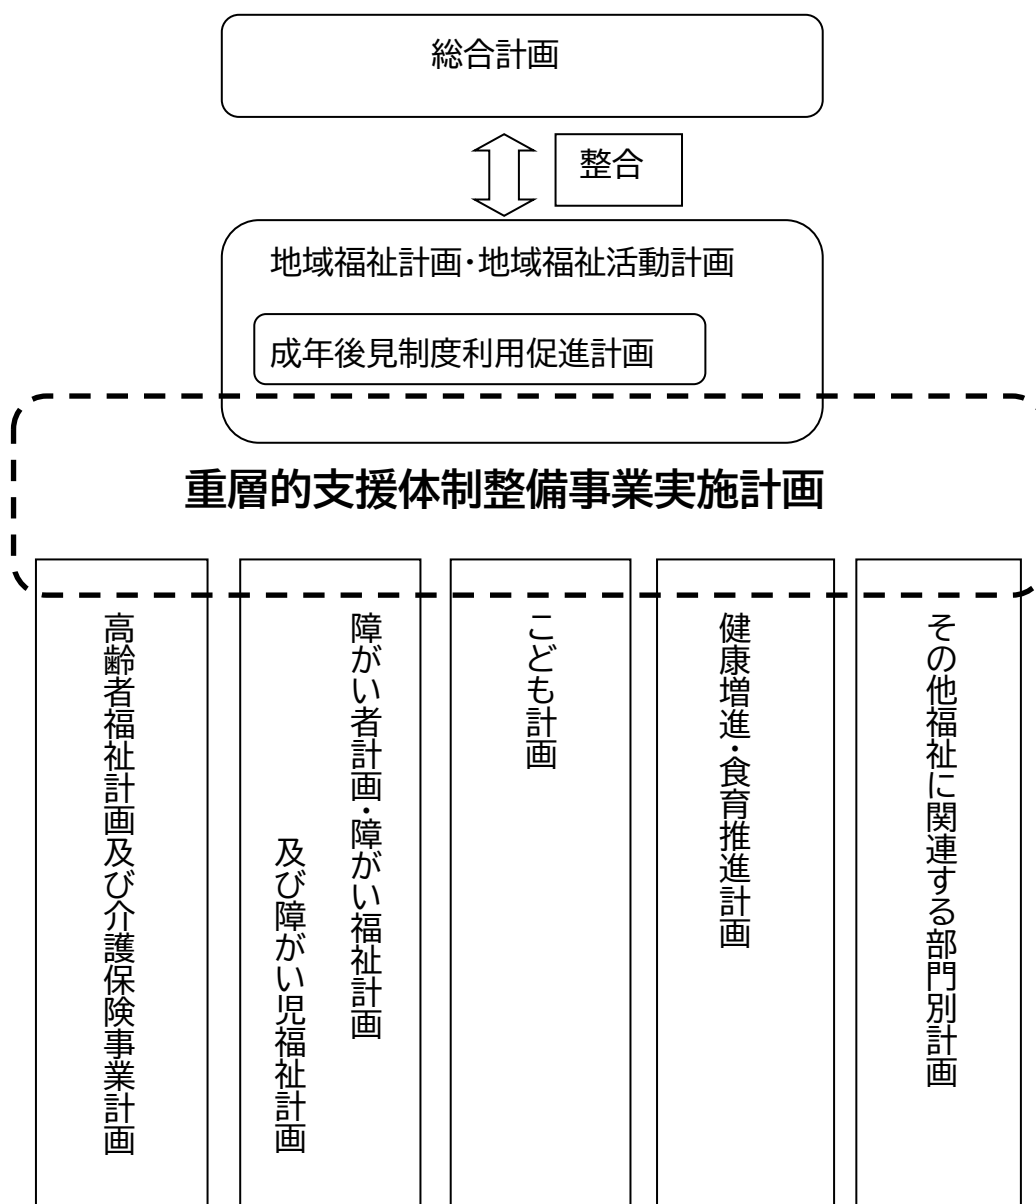 総合計画
整合
地域福祉計画・地域福祉活動計画
成年後見制度利用促進計画
重層的支援体制整備事業実施計画
高齢者福祉計画及び介護保険事業計画
障がい者計画・障がい福祉計画
及び障がい児福祉計画
こども計画
健康増進・食育推進計画
その他福祉に関連する部門別計画